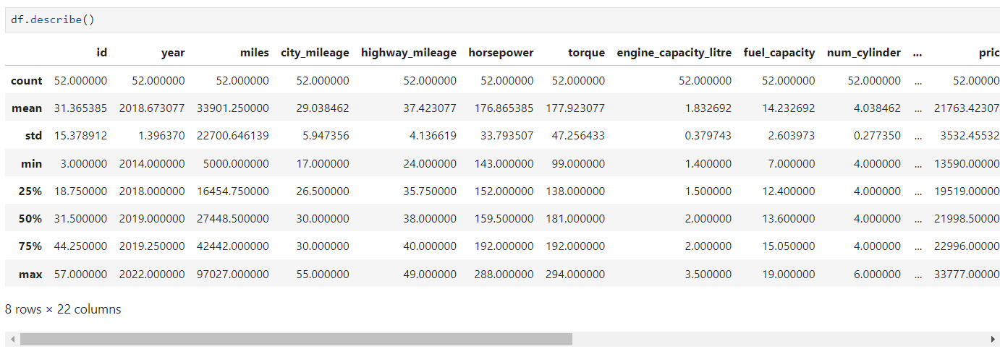 df.describe()
id year miles city_mileage highway_mileage horsepower torque engine_capacity_litre fuel_capacity num_cylinder ... pric
count 52.000000 52.000000 52.000000 52.000000 52.000000 52.000000 52.000000 52.000000 52.000000 52.000000 ... 52.00000
mean 31.365385 2018.673077 33901.250000 29.038462 37.423077 176.865385 177.923077 1.832692 14.232692 4.038462 ... 21763.42307
std 15.378912 1.396370 22700.646139 5.947356 4.136619 33.793507 47.256433 0.379743 2.603973 0.277350 ... 3532.45532
min 3.000000 2014.000000 5000.000000 17.000000 24.000000 143.000000 99.000000 1.400000 7.000000 4.000000 ... 13590.00000
25% 18.750000 2018.000000 16454.750000 26.500000 35.750000 152.000000 138.000000 1.500000 12.400000 4.000000 ... 19519.00000
50% 31.500000 2019.000000 27448.500000 30.000000 38.000000 159.500000 181.000000 2.000000 13.600000 4.000000 ... 21998.50000
75% 44.250000 2019.250000 42442.000000 30.000000 40.000000 192.000000 192.000000 2.000000 15.050000 4.000000 ... 22996.00000
max 57.000000 2022.000000 97027.000000 55.000000 49.000000 288.000000 294.000000 3.500000 19.000000 6.000000 ... 33777.00000
8 rows × 22 columns